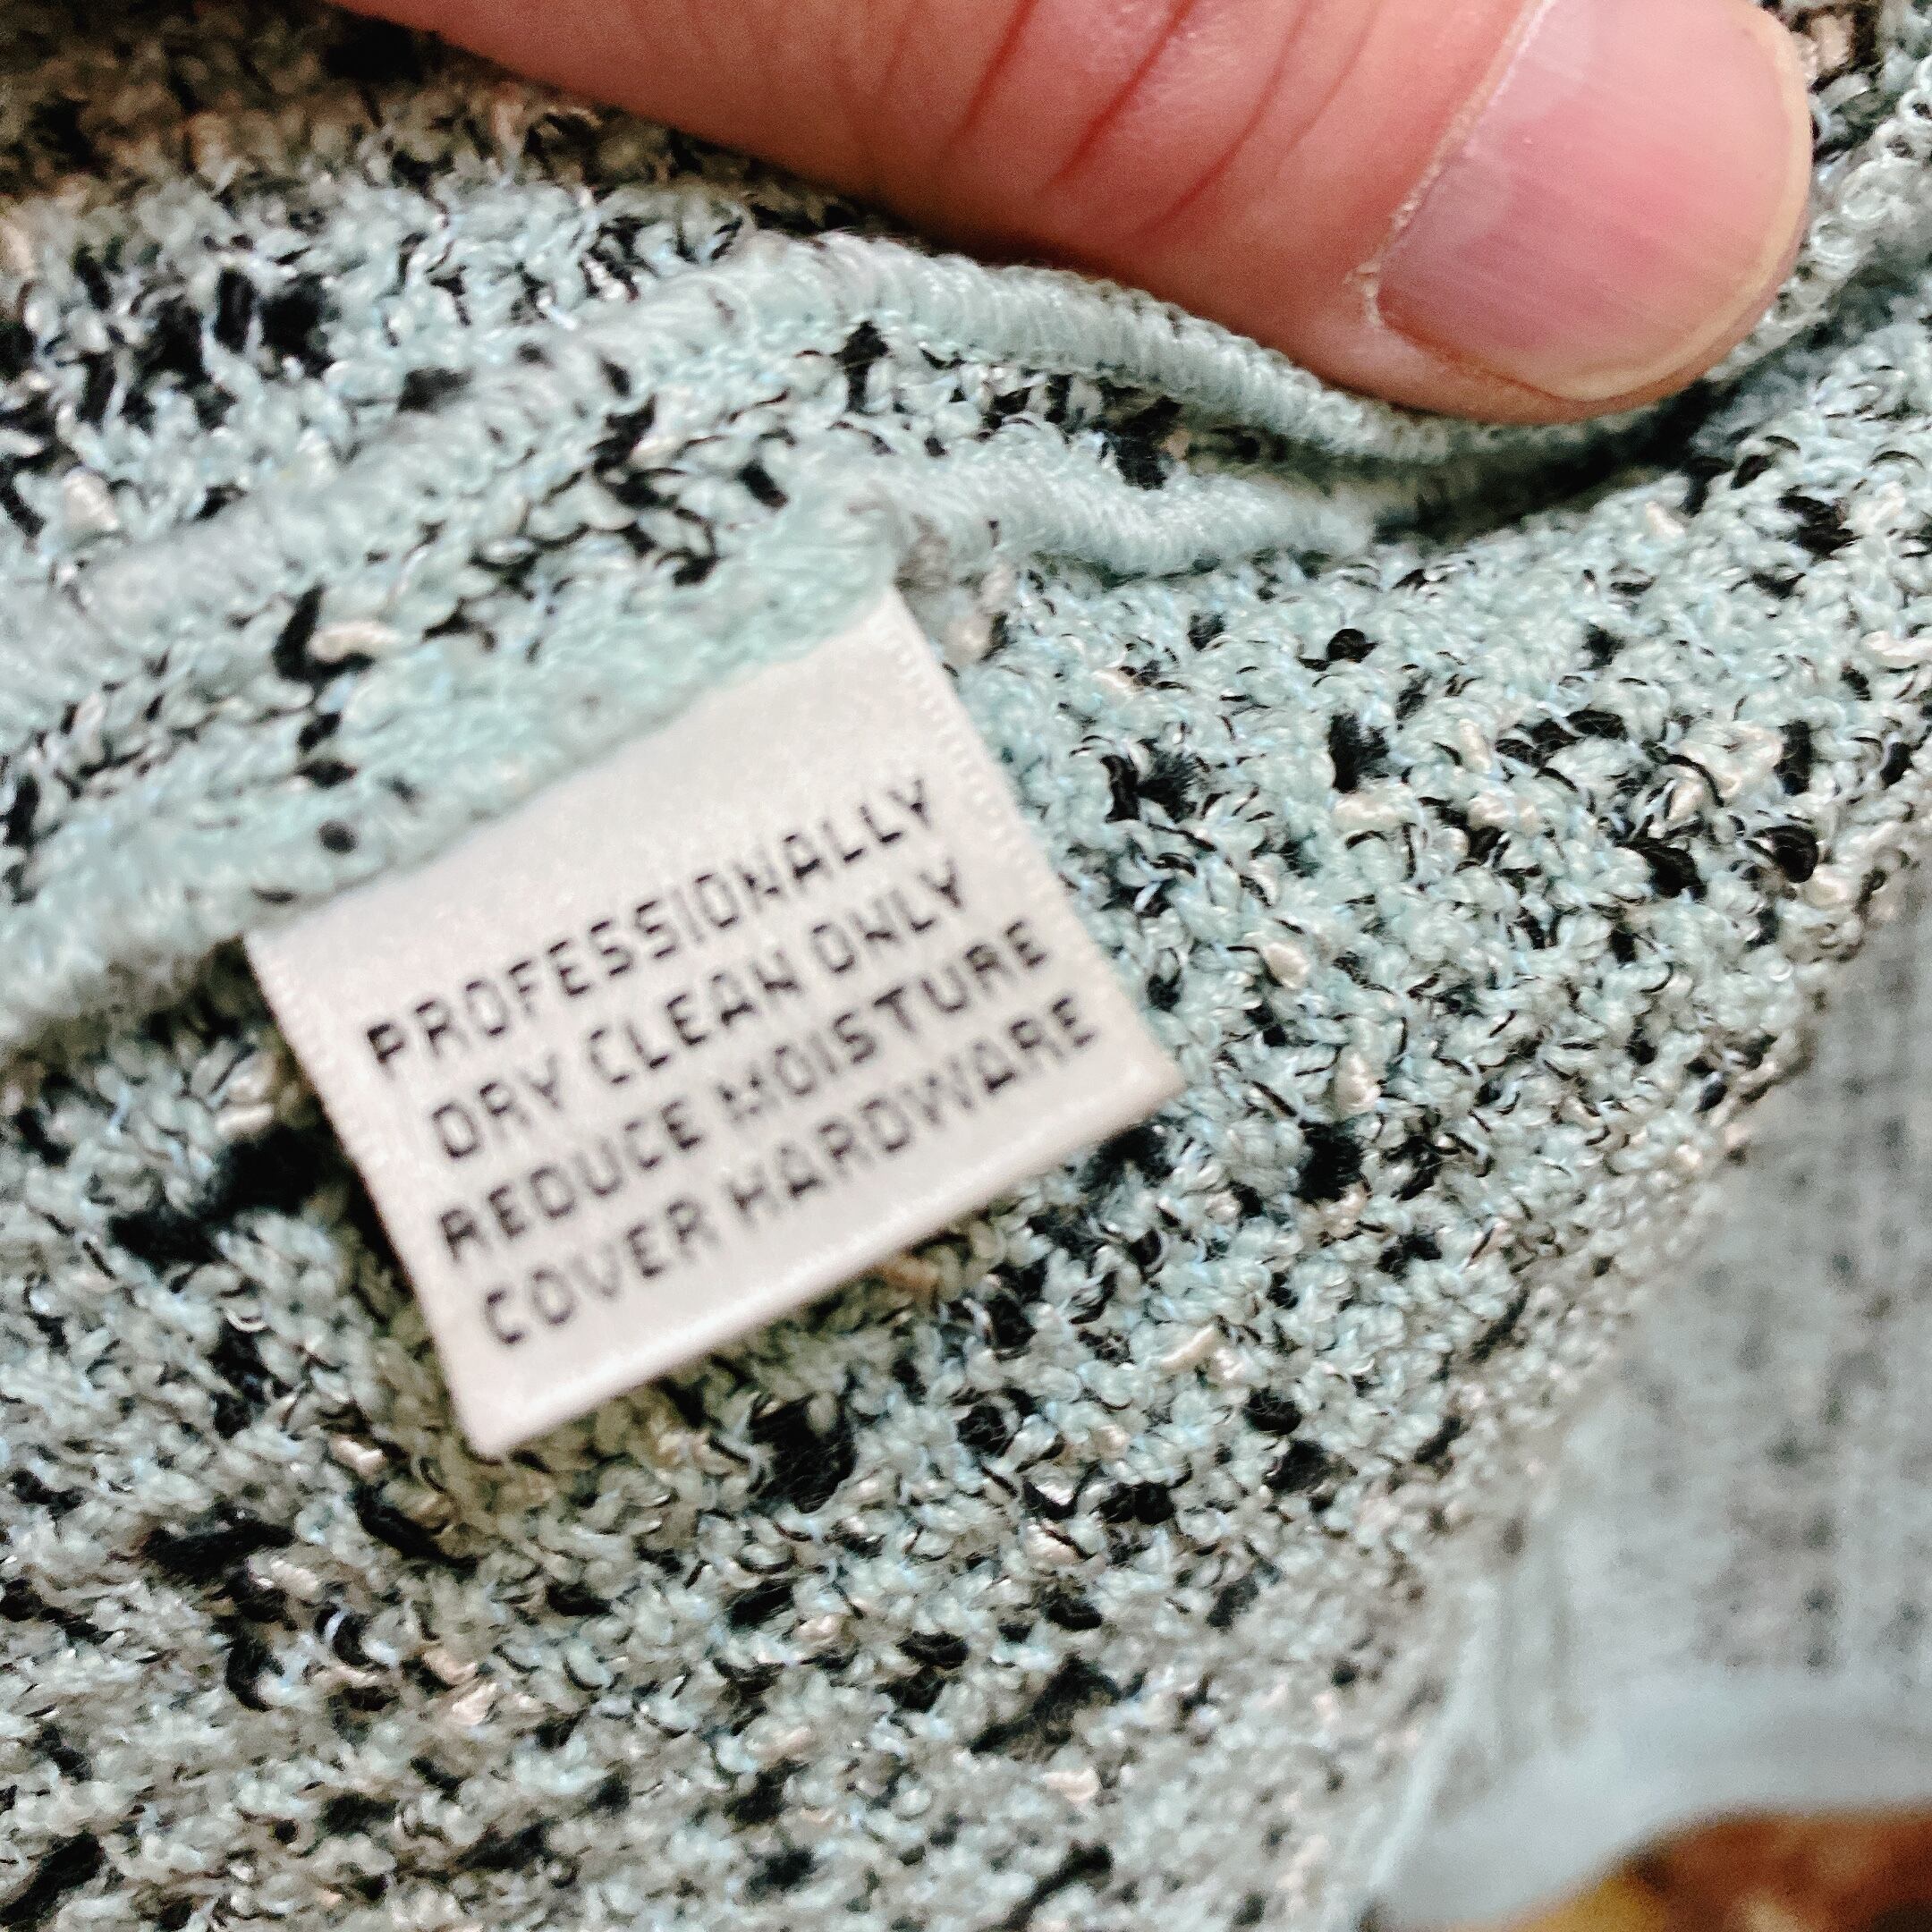 PROFESSIONALLY
DRY CLEAN ONLY
REDUCE MOISTURE
COVER HARDWARE